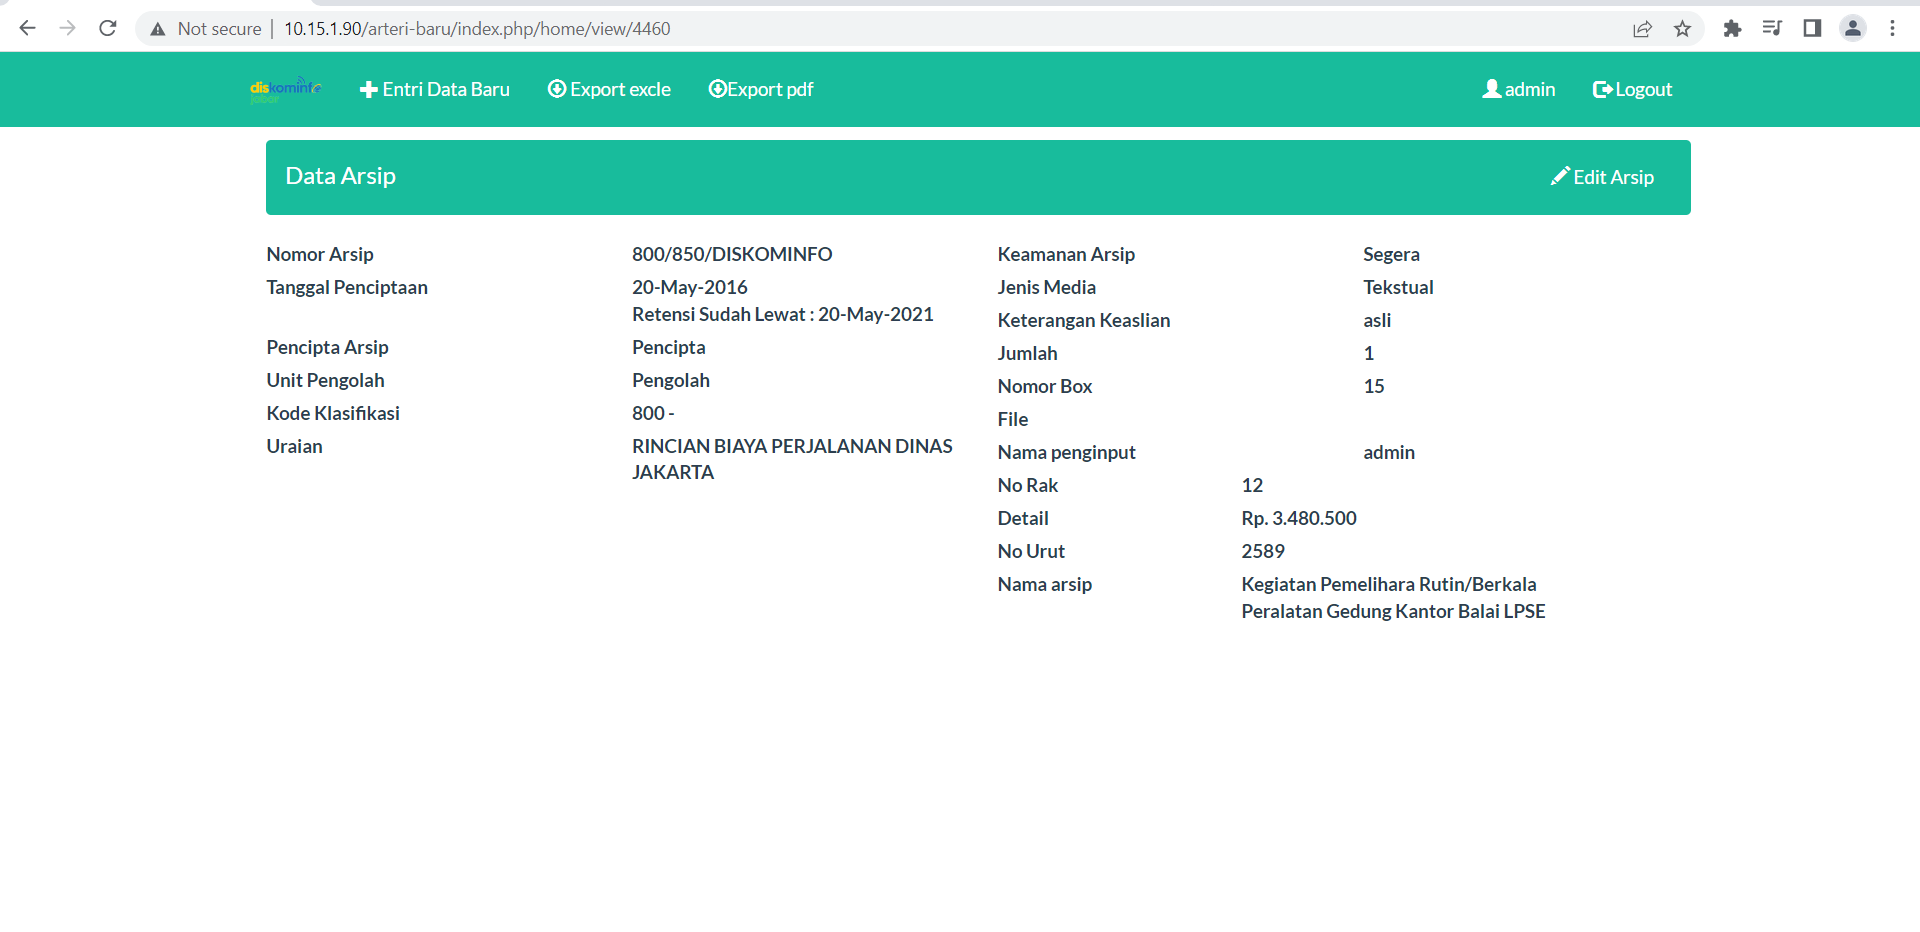 Not secure | 10.15.1.90/arteri-baru/index.php/home/view/4460
diskominfo
jabar
Entri Data Baru
Export excle
Export pdf
admin
Logout
Data Arsip
Edit Arsip
Nomor Arsip 800/850/DISKOMINFO
Tanggal Penciptaan 20-May-2016
Retensi Sudah Lewat : 20-May-2021
Pencipta Arsip Pencipta
Unit Pengolah Pengolah
Kode Klasifikasi 800 -
Uraian RINCIAN BIAYA PERJALANAN DINAS
JAKARTA
Keamanan Arsip Segera
Jenis Media Tekstual
Keterangan Keaslian asli
Jumlah 1
Nomor Box 15
File
Nama penginput admin
No Rak 12
Detail Rp. 3.480.500
No Urut 2589
Nama arsip Kegiatan Pemelihara Rutin/Berkala
Peralatan Gedung Kantor Balai LPSE